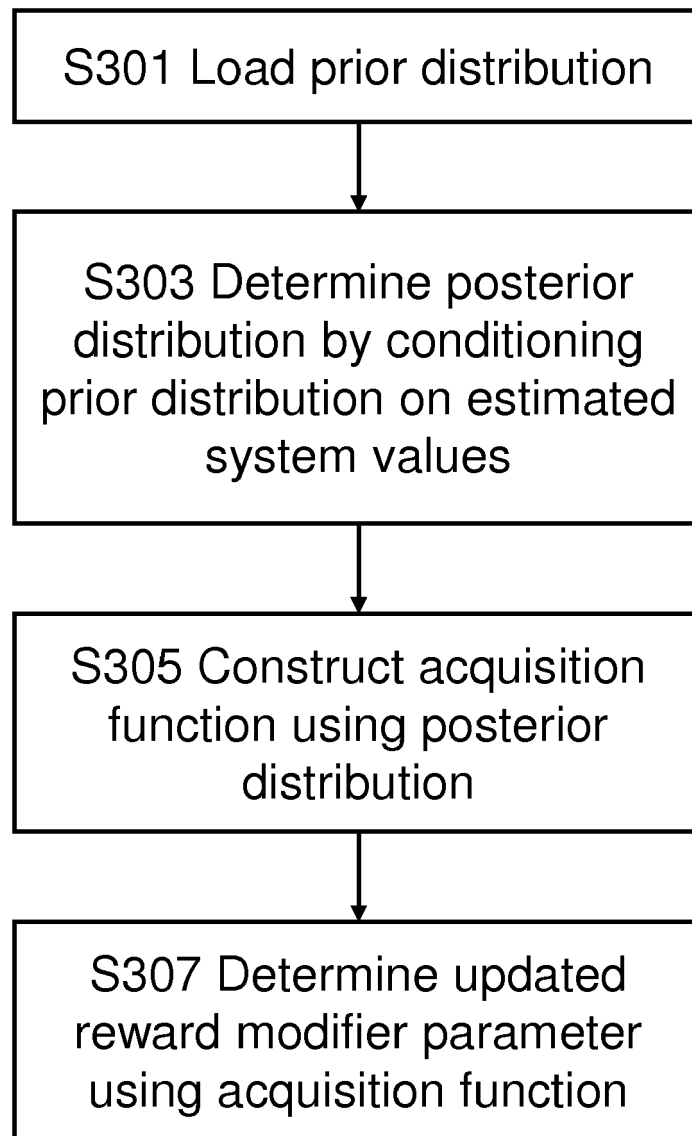 S301 Load prior distribution
S303 Determine posterior
distribution by conditioning
prior distribution on estimated
system values
S305 Construct acquisition
function using posterior
distribution
S307 Determine updated
reward modifier parameter
using acquisition function